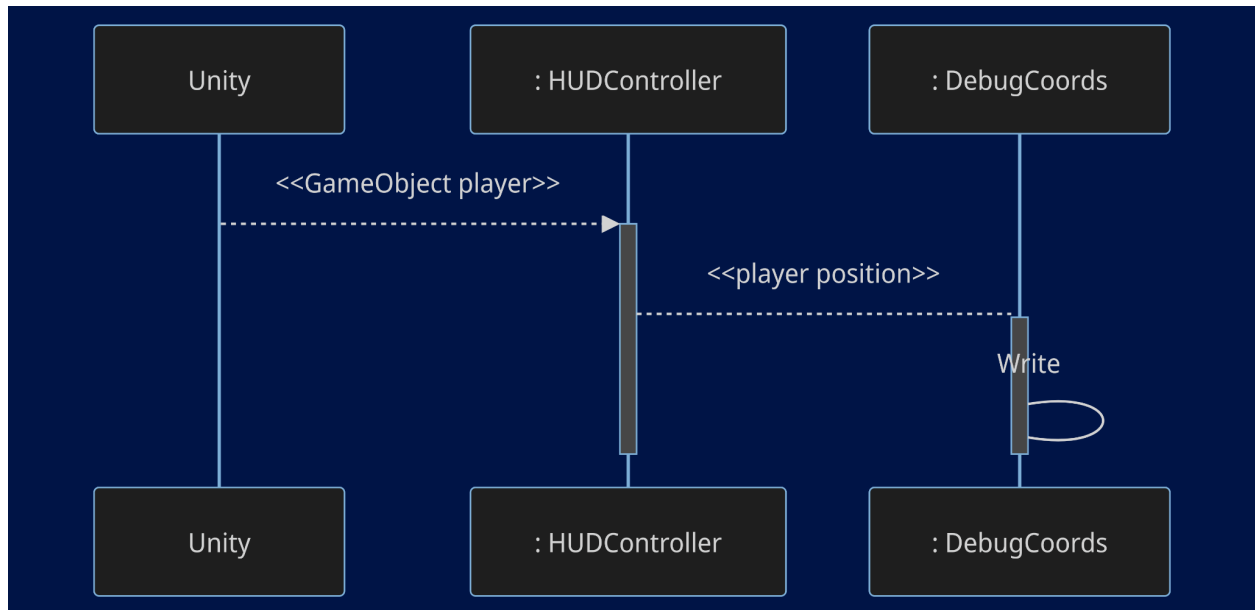 Unity
: HUDController
: DebugCoords
<<GameObject player>>
<<player position>>
Write
Unity
: HUDController
: DebugCoords